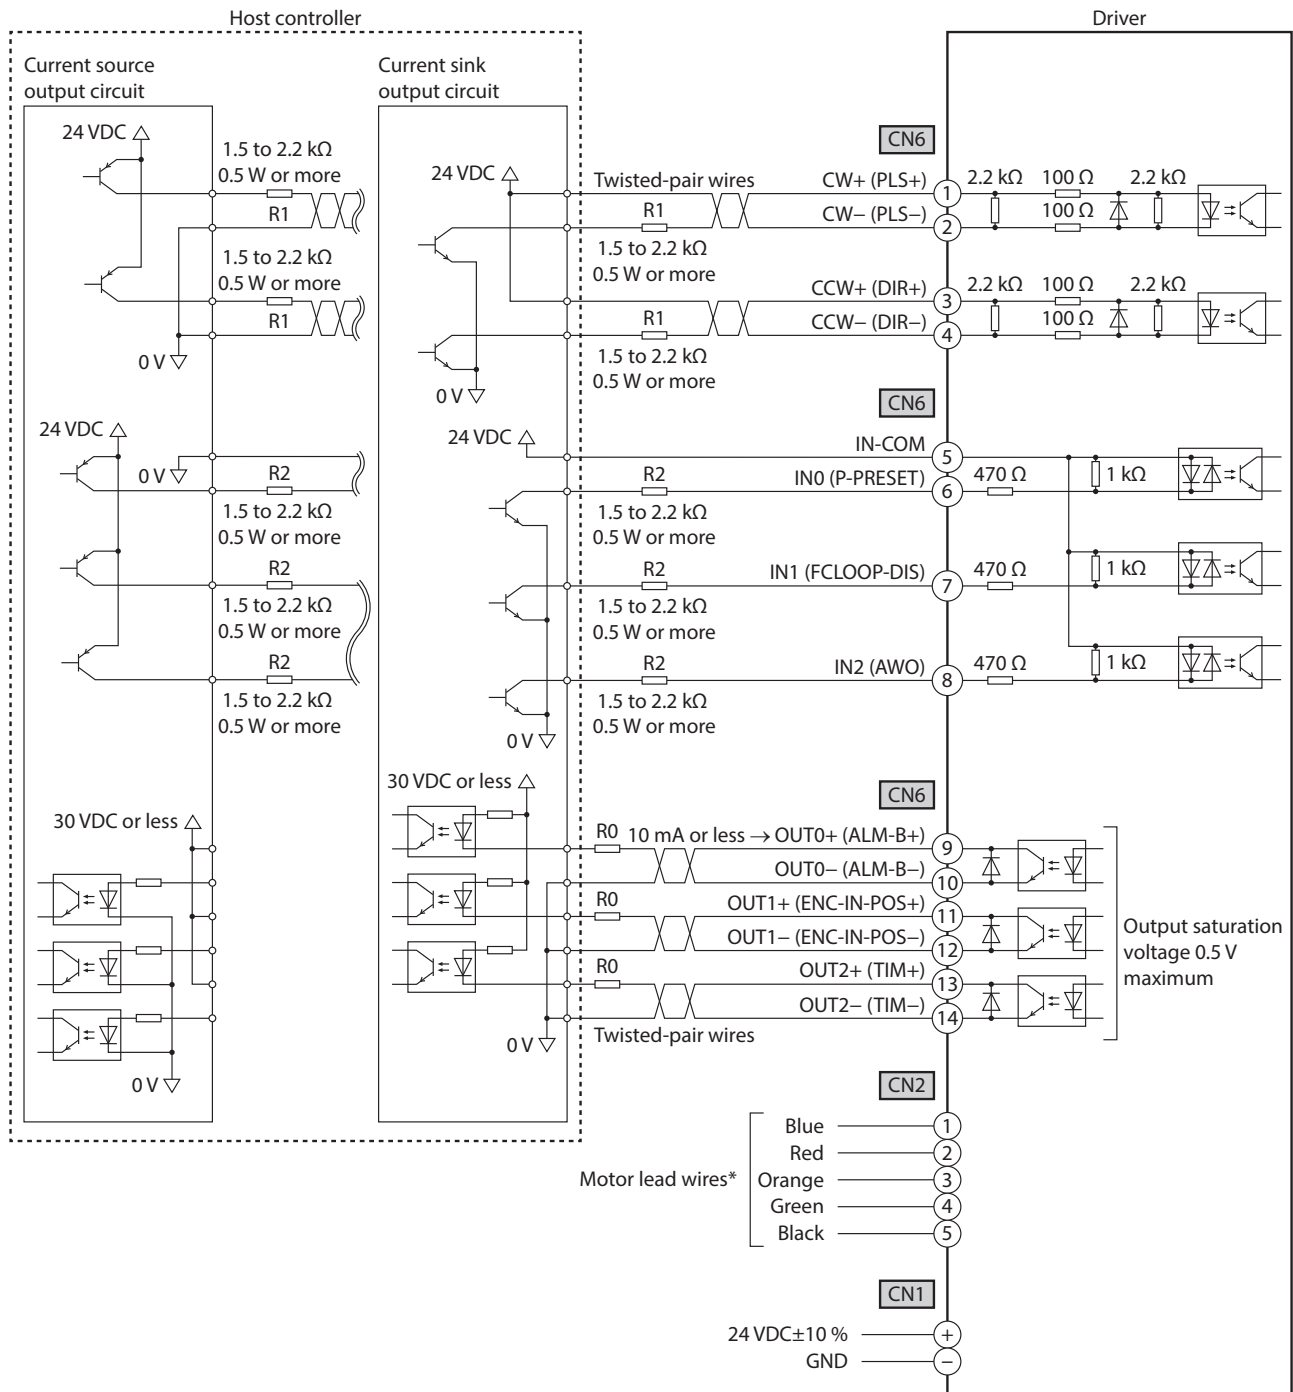 Host controller
Driver
Current source
output circuit
Current sink
output circuit
24 VDC
1.5 to 2.2 kΩ
0.5 W or more
R1
1.5 to 2.2 kΩ
0.5 W or more
R1
0 V
24 VDC
Twisted-pair wires
R1
1.5 to 2.2 kΩ
0.5 W or more
R1
1.5 to 2.2 kΩ
0.5 W or more
0 V
CN6
CW+ (PLS+)
1
2.2 kΩ
100 Ω
2.2 kΩ
CW− (PLS−)
2
100 Ω
CCW+ (DIR+)
3
2.2 kΩ
100 Ω
2.2 kΩ
CCW− (DIR−)
4
100 Ω
CN6
24 VDC
0 V
R2
1.5 to 2.2 kΩ
0.5 W or more
R2
1.5 to 2.2 kΩ
0.5 W or more
R2
1.5 to 2.2 kΩ
0.5 W or more
24 VDC
R2
1.5 to 2.2 kΩ
0.5 W or more
R2
1.5 to 2.2 kΩ
0.5 W or more
R2
1.5 to 2.2 kΩ
0.5 W or more
0 V
IN-COM
5
IN0 (P-PRESET)
6
470 Ω
1 kΩ
IN1 (FCLOOP-DIS)
7
470 Ω
1 kΩ
IN2 (AWO)
8
470 Ω
1 kΩ
30 VDC or less
0 V
30 VDC or less
0 V
CN6
R0
10 mA or less → OUT0+ (ALM-B+)
9
OUT0− (ALM-B−)
10
R0
OUT1+ (ENC-IN-POS+)
11
OUT1− (ENC-IN-POS−)
12
R0
OUT2+ (TIM+)
13
OUT2− (TIM−)
14
Twisted-pair wires
Output saturation
voltage 0.5 V
maximum
CN2
Motor lead wires*
Blue
1
Red
2
Orange
3
Green
4
Black
5
CN1
24 VDC±10 %
+
GND
−